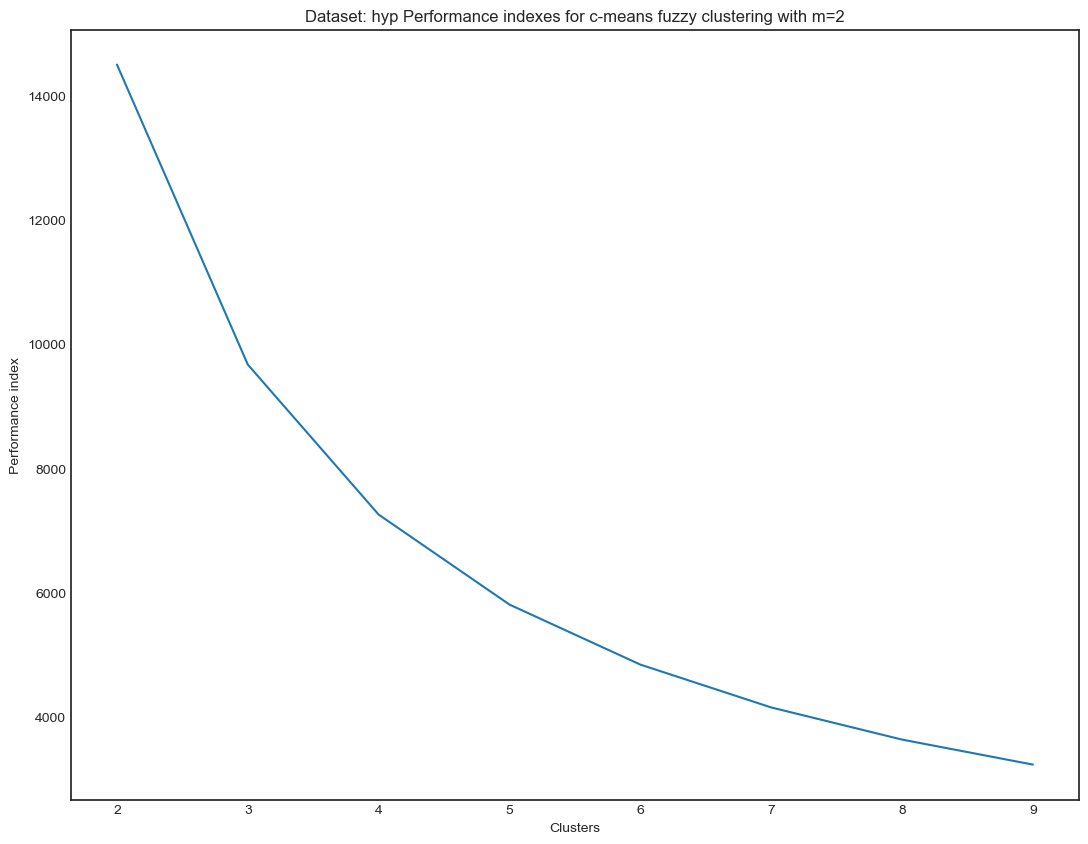 Dataset: hyp Performance indexes for c-means fuzzy clustering with m=2
14000
12000
10000
8000
6000
4000
Performance index
2 3 4 5 6 7 8 9
Clusters